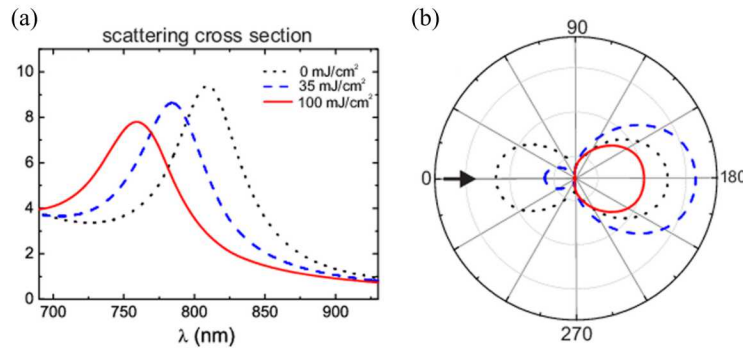 (a)
scattering cross section
0 mJ/cm²
35 mJ/cm²
100 mJ/cm²
10
8
6
4
2
0
700 750 800 850 900
λ (nm)
(b)
90
0
180
270